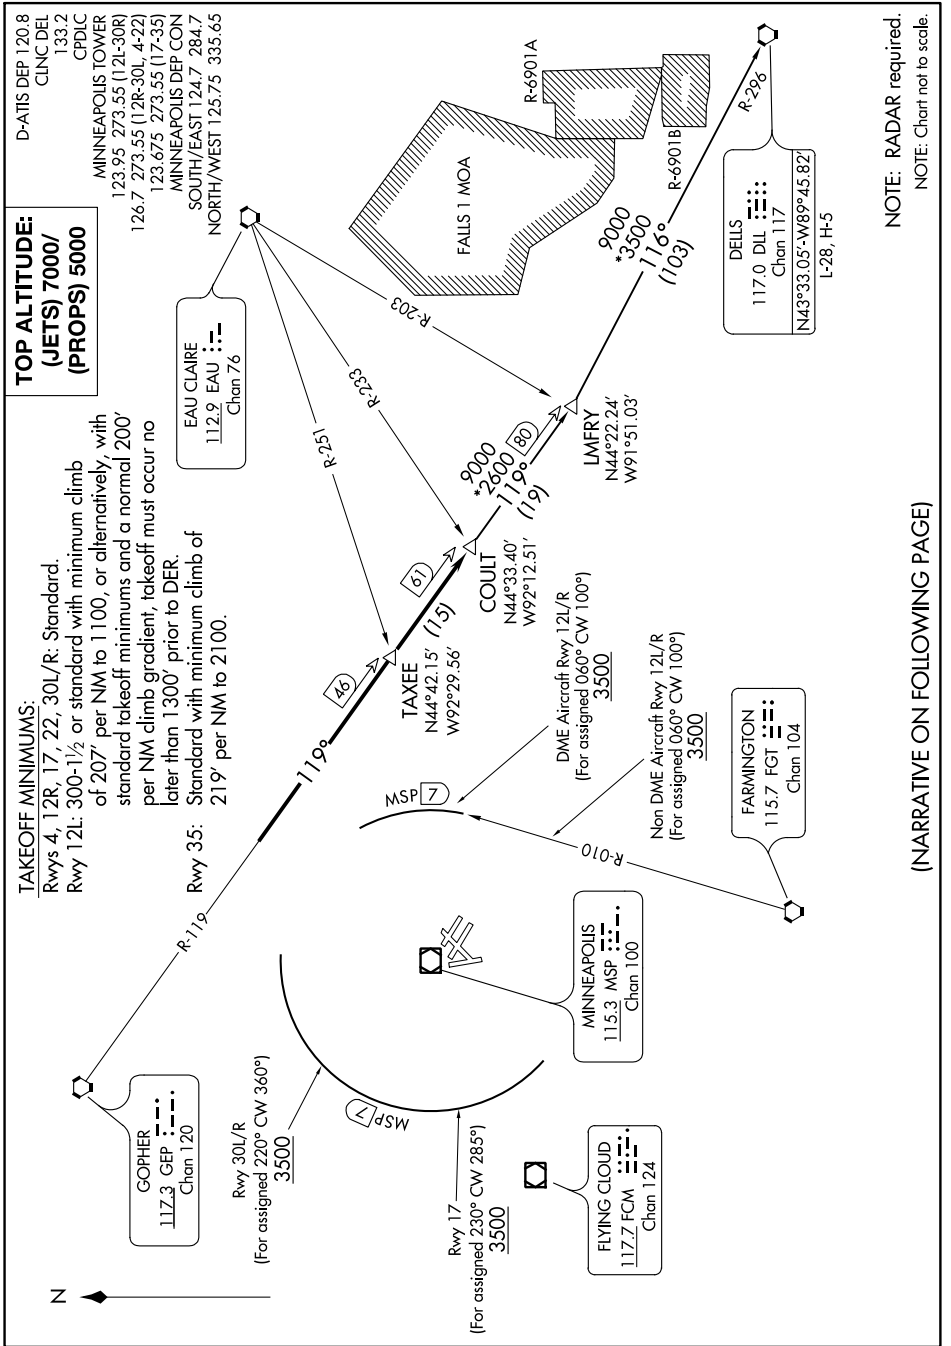 TAKEOFF MINIMUMS:
Rwys 4, 12R, 17, 22, 30L/R: Standard.
Rwy 12L: 300-1½ or standard with minimum climb
of 207' per NM to 1100, or alternatively, with
standard takeoff minimums and a normal 200'
per NM climb gradient, takeoff must occur no
later than 1300' prior to DER.
Rwy 35: Standard with minimum climb of
219' per NM to 2100.
TOP ALTITUDE:
(JETS) 7000/
(PROPS) 5000
D-ATIS DEP 120.8
CLNC DEL
133.2
CPDLC
MINNEAPOLIS TOWER
123.95 273.55 (12L-30R)
126.7 273.55 (12R-30L, 4-22)
123.675 273.55 (17-35)
MINNEAPOLIS DEP CON
SOUTH/EAST 124.7 284.7
NORTH/WEST 125.75 335.65
N
GOPHER
117.3 GEP
Chan 120
R-119
119°
EAU CLAIRE
112.9 EAU
Chan 76
R-251
R-233
R-203
46
TAXEE
N44°42.15'
W92°29.56'
61
(15)
COULT
N44°33.40'
W92°12.51'
9000
*2600
119°
(19)
80
LMFRY
N44°22.24'
W91°51.03'
9000
*3500
116°
(103)
R-296
FALLS 1 MOA
R-6901A
R-6901B
DELLS
117.0 DLL
Chan 117
N43°33.05'-W89°45.82'
L-28, H-5
Rwy 30L/R
(For assigned 220° CW 360°)
3500
MSP 7
Rwy 17
(For assigned 230° CW 285°)
3500
MSP 7
DME Aircraft Rwy 12L/R
(For assigned 060° CW 100°)
3500
Non DME Aircraft Rwy 12L/R
(For assigned 060° CW 100°)
3500
R-010
MINNEAPOLIS
115.3 MSP
Chan 100
FARMINGTON
115.7 FGT
Chan 104
FLYING CLOUD
117.7 FCM
Chan 124
NOTE: RADAR required.
NOTE: Chart not to scale.
(NARRATIVE ON FOLLOWING PAGE)